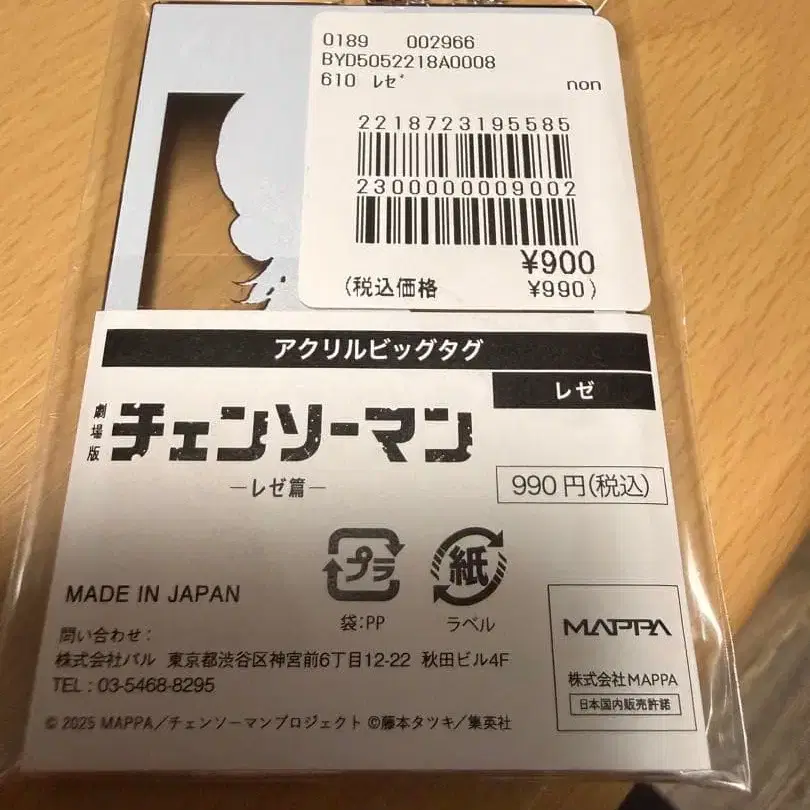 0189 002966
BYD5052218A0008
610 ﾚｾﾞ non
2218723195585
2300000009002
¥900
(税込価格 ¥990)
アクリルビッグタグ
レゼ
劇場版 チェンソーマン
―レゼ篇―
990円(税込)
プラ
紙
袋:PP
ラベル
MADE IN JAPAN
問い合わせ:
株式会社パル 東京都渋谷区神宮前6丁目12-22 秋田ビル4F
TEL : 03-5468-8295
MAPPA
株式会社MAPPA
日本国内販売許諾
© 2025 MAPPA/チェンソーマンプロジェクト ©藤本タツキ/集英社